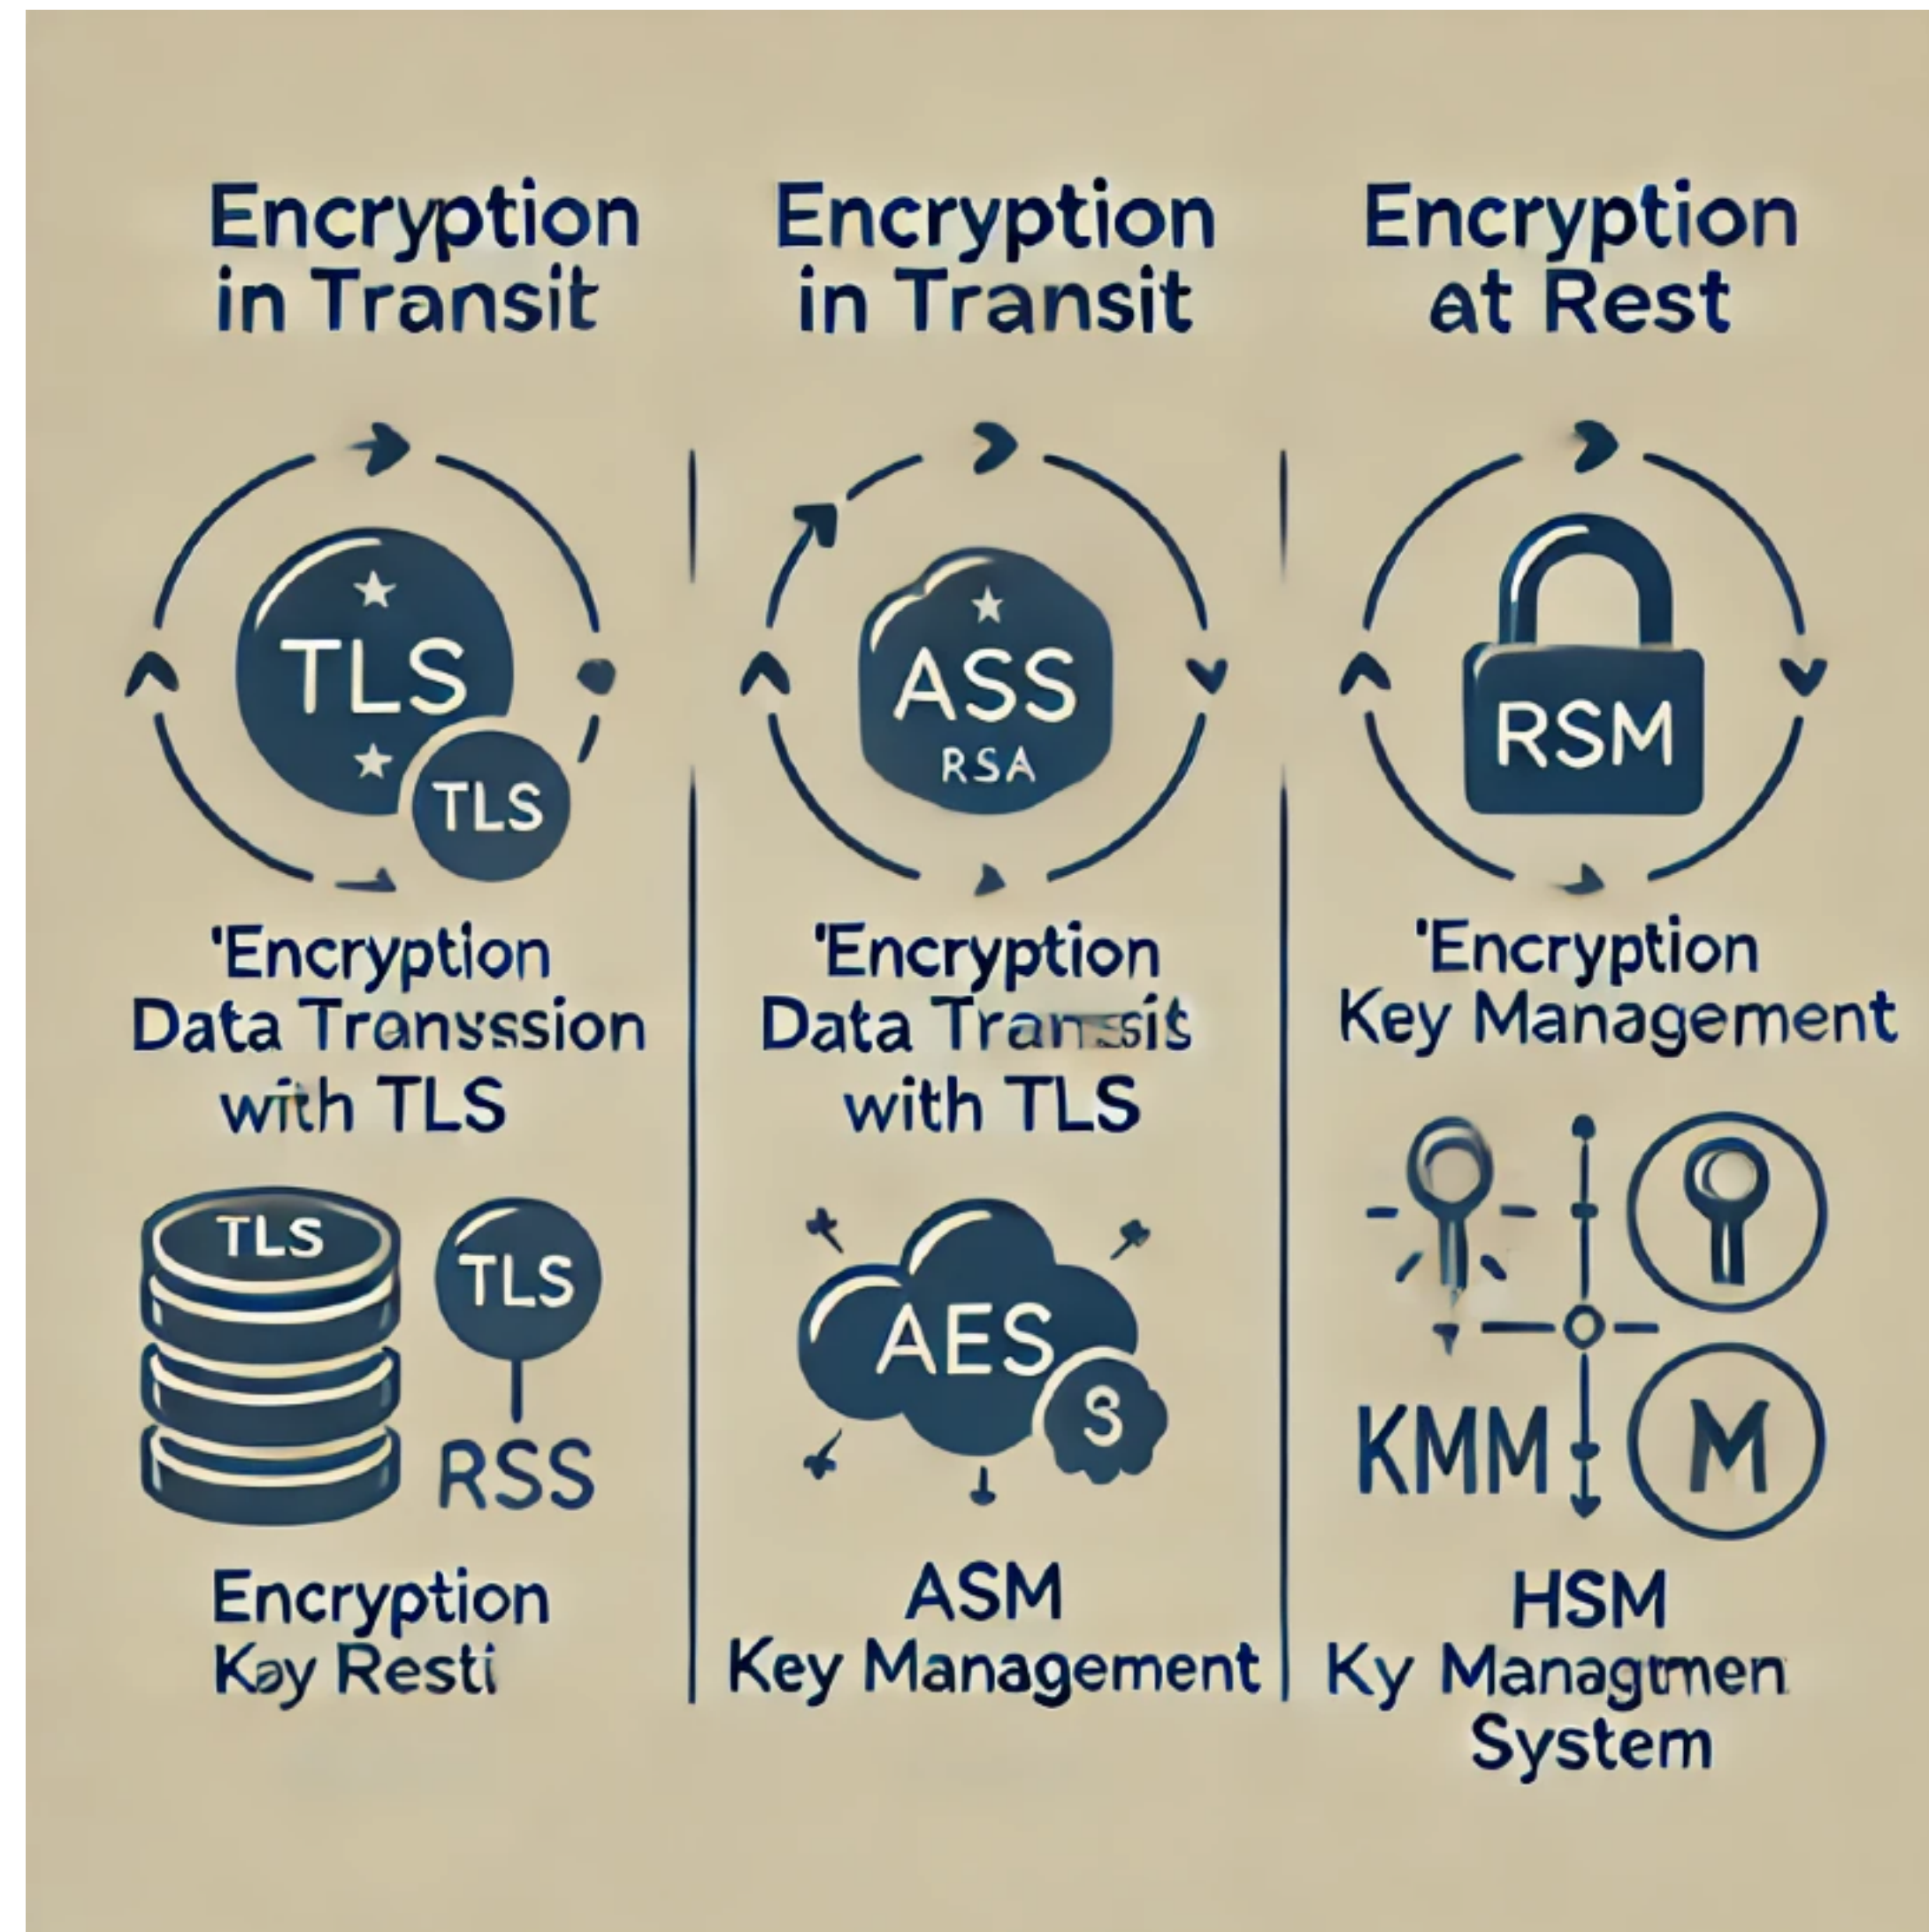 Encryption
in Transit
TLS
TLS
'Encryption
Data Tronyssion
with TLS
TLS
TLS
RSS
Encryption
Kay Resti
Encryption
in Transit
ASS
RSA
'Encryption
Data
with TLS
AES
S
ASM
Key Management
Encryption
at Rest
RSM
'Encryption
Key Management
KMM
M
HSM
Ky Managtmen
System